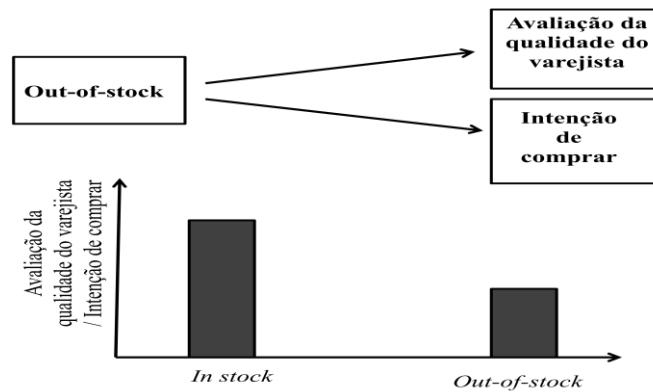 Avaliação da
qualidade do
varejista
Out-of-stock
Intenção
de
comprar
Avaliação da
qualidade do varejista
/ Intenção de comprar
In stock
Out-of-stock